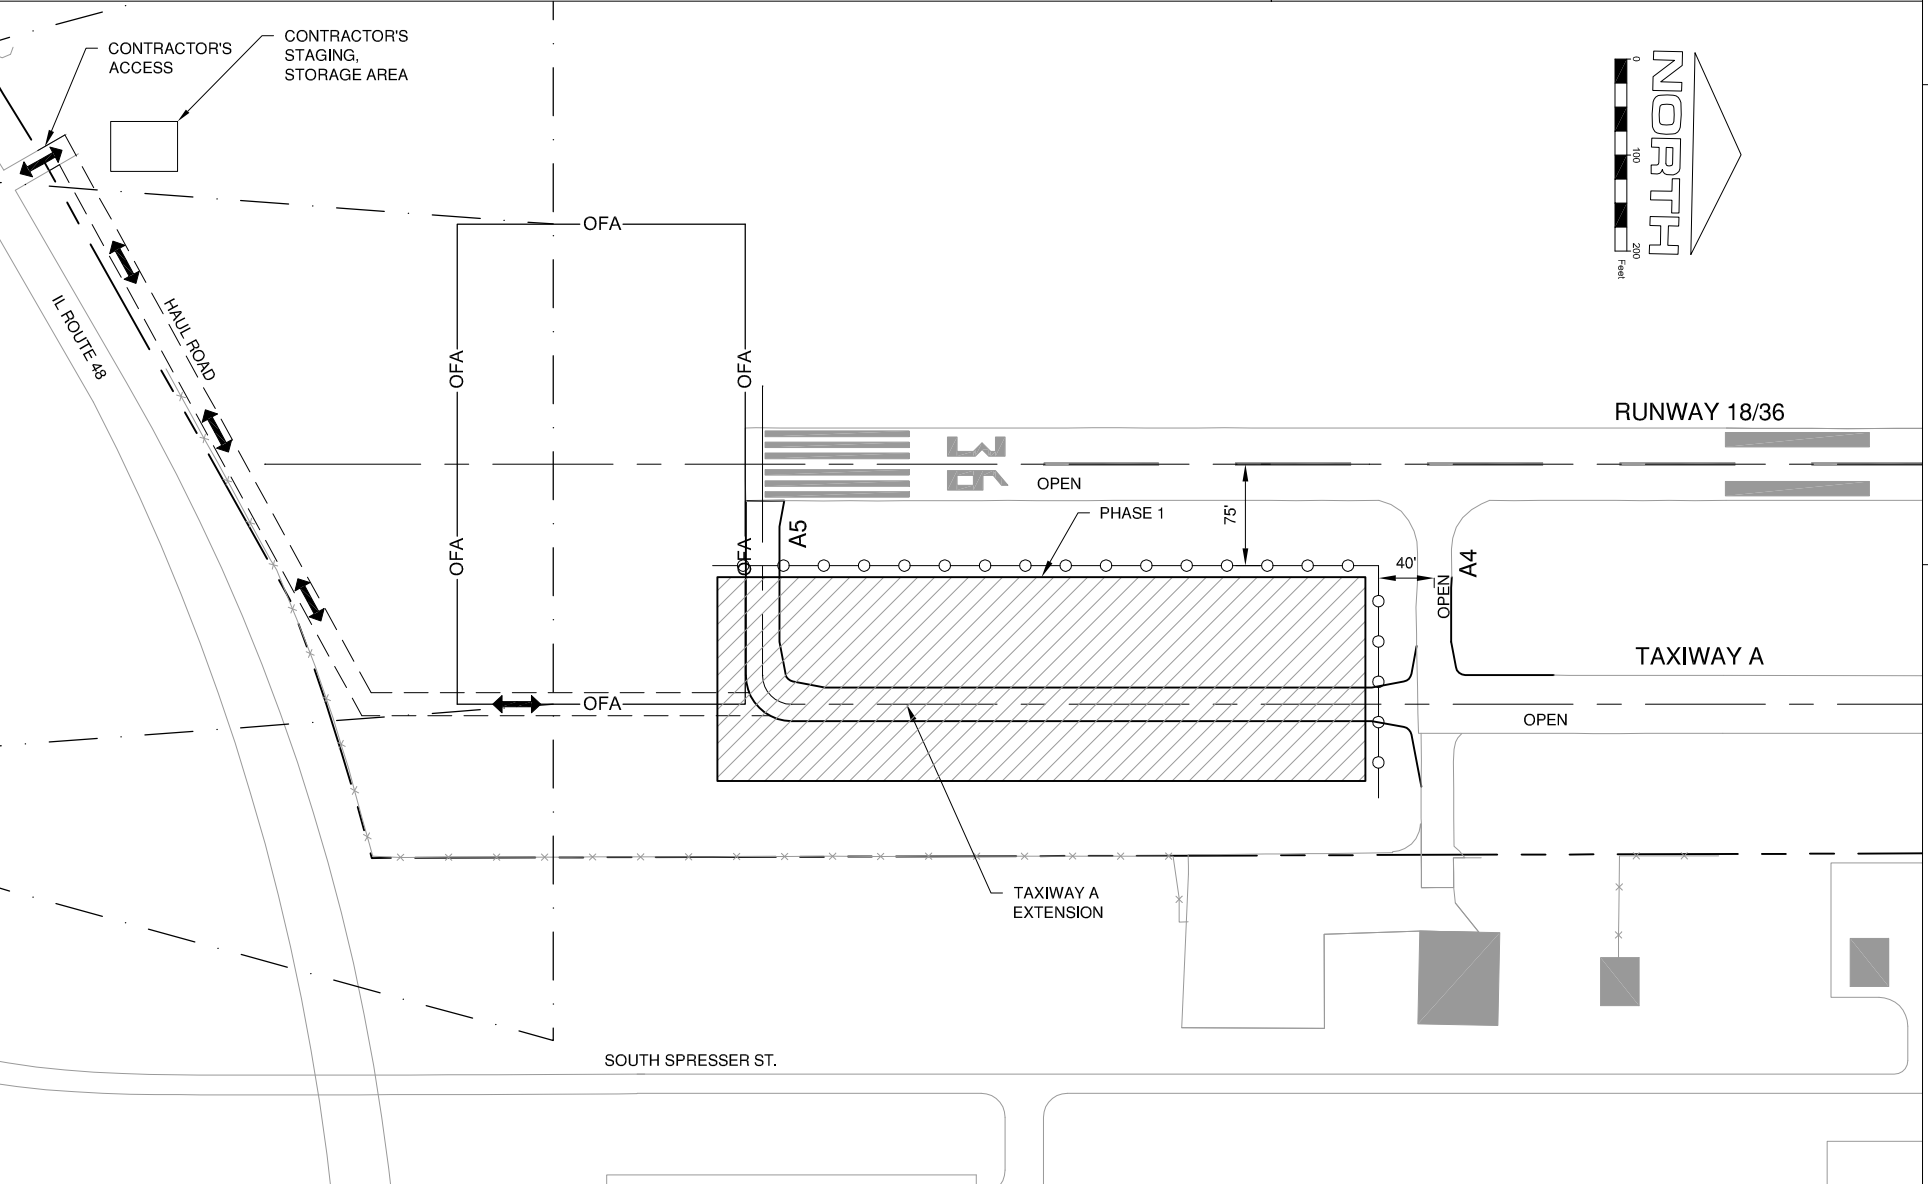 CONTRACTOR'S
ACCESS
CONTRACTOR'S
STAGING,
STORAGE AREA
NORTH
0
100
200
Feet
OFA
IL ROUTE 48
HAUL ROAD
OFA
OFA
RUNWAY 18/36
36
OPEN
PHASE 1
75'
A5
OFA
OFA
40'
OPEN
A4
TAXIWAY A
OFA
OPEN
TAXIWAY A
EXTENSION
SOUTH SPRESSER ST.